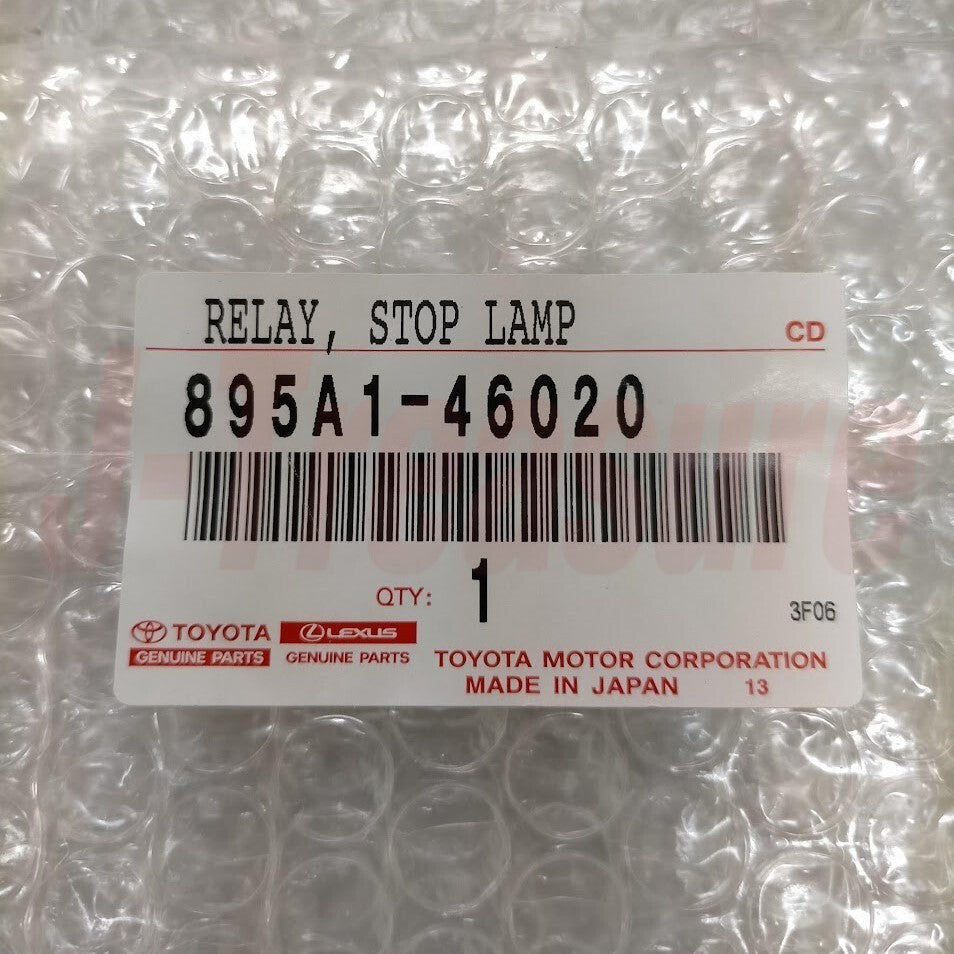 RELAY, STOP LAMP
CD
895A1-46020
QTY: 1
3F06
TOYOTA
GENUINE PARTS
LEXUS
GENUINE PARTS
TOYOTA MOTOR CORPORATION
MADE IN JAPAN 13
J-Treasure